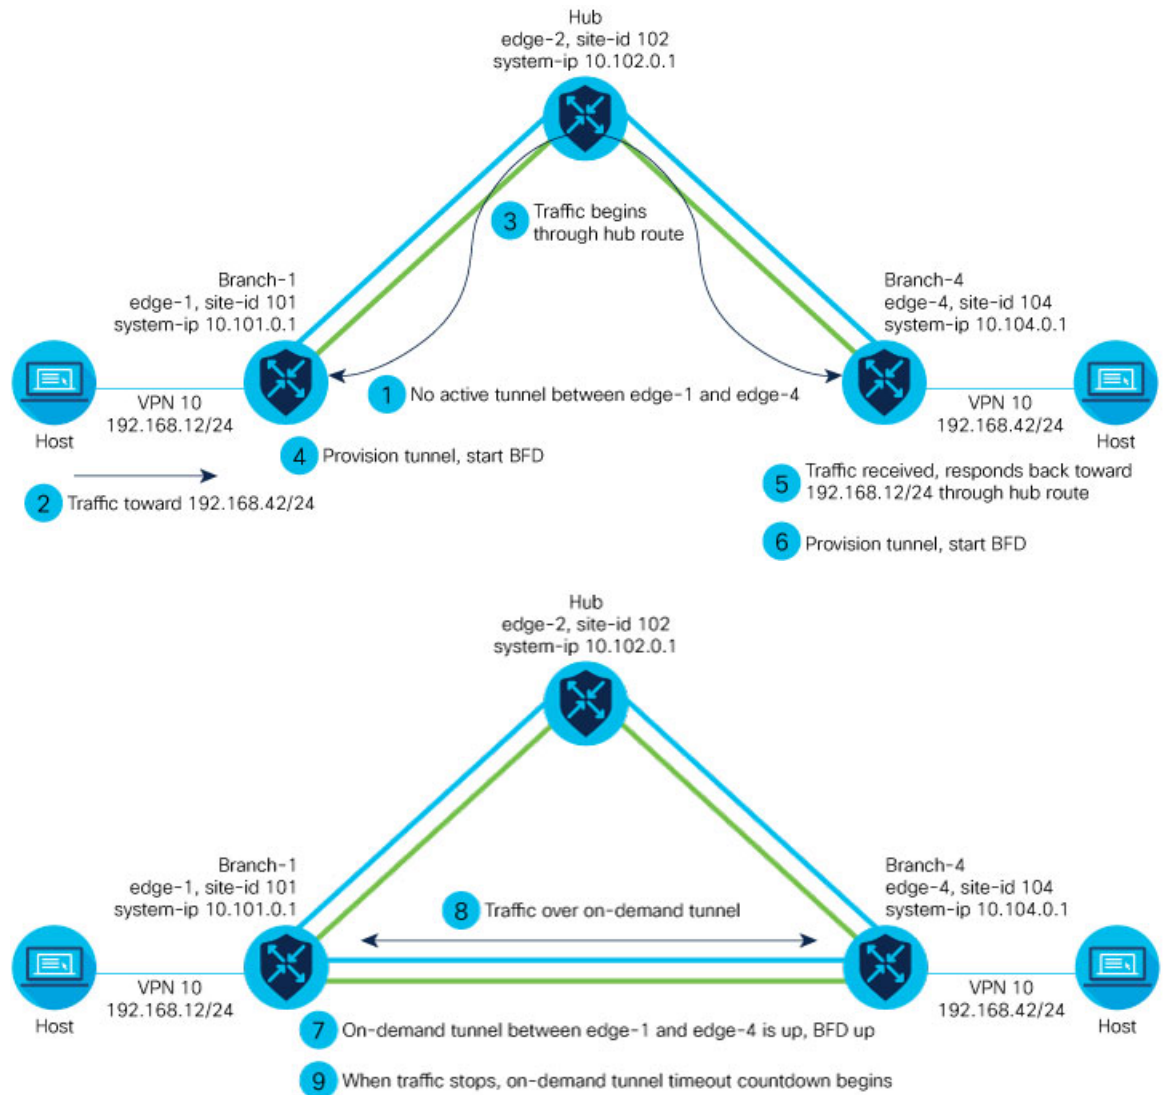 Hub
edge-2, site-id 102
system-ip 10.102.0.1
3 Traffic begins
through hub route
Branch-1
edge-1, site-id 101
system-ip 10.101.0.1
Branch-4
edge-4, site-id 104
system-ip 10.104.0.1
1 No active tunnel between edge-1 and edge-4
VPN 10
192.168.12/24
Host
VPN 10
192.168.42/24
Host
4 Provision tunnel, start BFD
2 Traffic toward 192.168.42/24
5 Traffic received, responds back toward
192.168.12/24 through hub route
6 Provision tunnel, start BFD
Hub
edge-2, site-id 102
system-ip 10.102.0.1
Branch-1
edge-1, site-id 101
system-ip 10.101.0.1
Branch-4
edge-4, site-id 104
system-ip 10.104.0.1
8 Traffic over on-demand tunnel
VPN 10
192.168.12/24
Host
VPN 10
192.168.42/24
Host
7 On-demand tunnel between edge-1 and edge-4 is up, BFD up
9 When traffic stops, on-demand tunnel timeout countdown begins